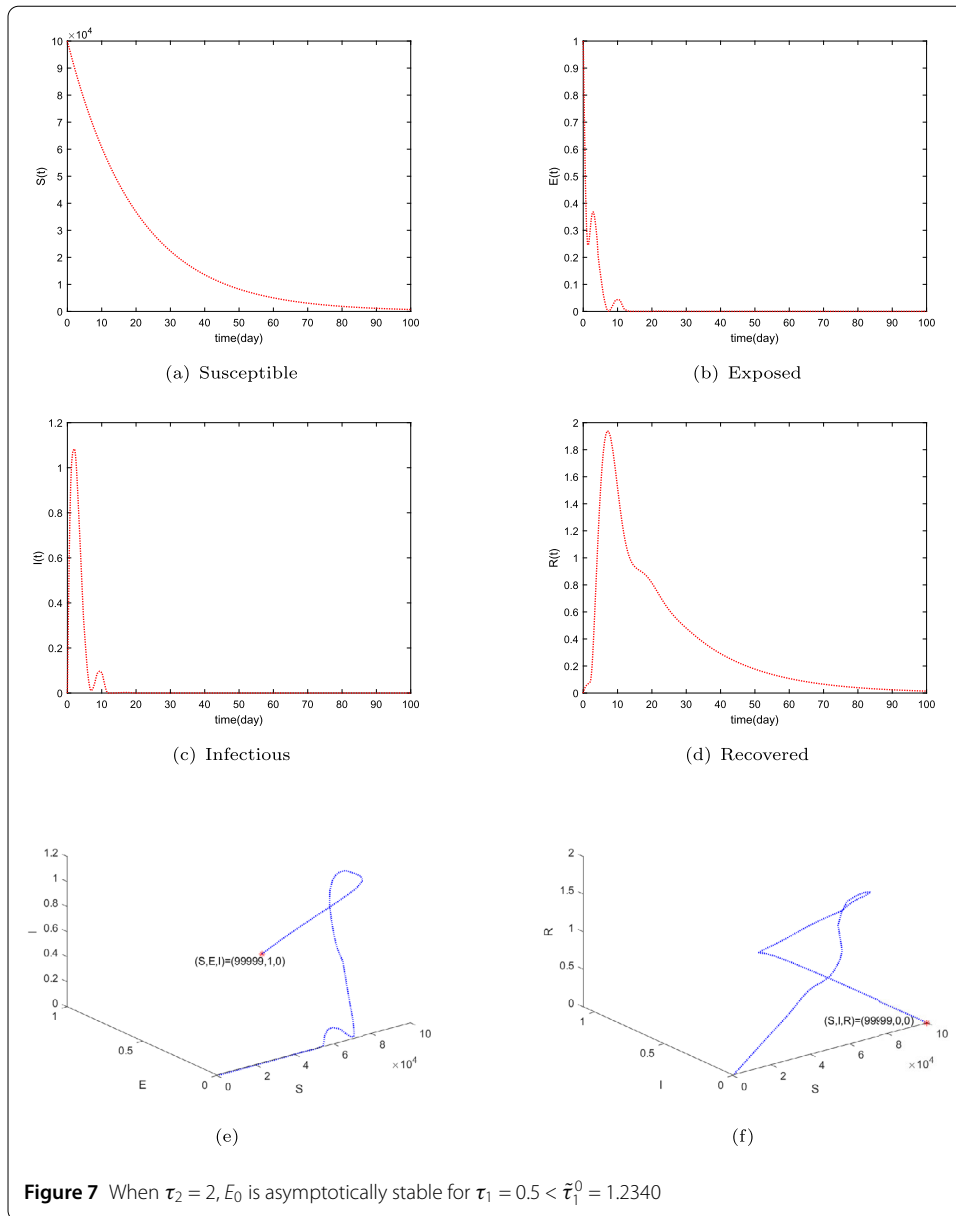 ×10^4
10
9
8
7
6
5
4
3
2
1
0
S(t)
0 10 20 30 40 50 60 70 80 90 100
time(day)
(a) Susceptible
1
0.9
0.8
0.7
0.6
0.5
0.4
0.3
0.2
0.1
0
E(t)
0 10 20 30 40 50 60 70 80 90 100
time(day)
(b) Exposed
1.2
1
0.8
0.6
0.4
0.2
0
I(t)
0 10 20 30 40 50 60 70 80 90 100
time(day)
(c) Infectious
2
1.8
1.6
1.4
1.2
1
0.8
0.6
0.4
0.2
0
R(t)
0 10 20 30 40 50 60 70 80 90 100
time(day)
(d) Recovered
1.2
1
0.8
0.6
0.4
0.2
0
I
(S,E,I)=(99999,1,0)
1
0.5
0
E
0 2 4 6 8 10
×10^4
S
(e)
2
1.5
1
0.5
0
R
(S,I,R)=(99999,0,0)
1
0.5
0
I
0 2 4 6 8 10
×10^4
S
(f)
Figure 7 When τ₂ = 2, E₀ is asymptotically stable for τ₁ = 0.5 < τ̃₁⁰ = 1.2340